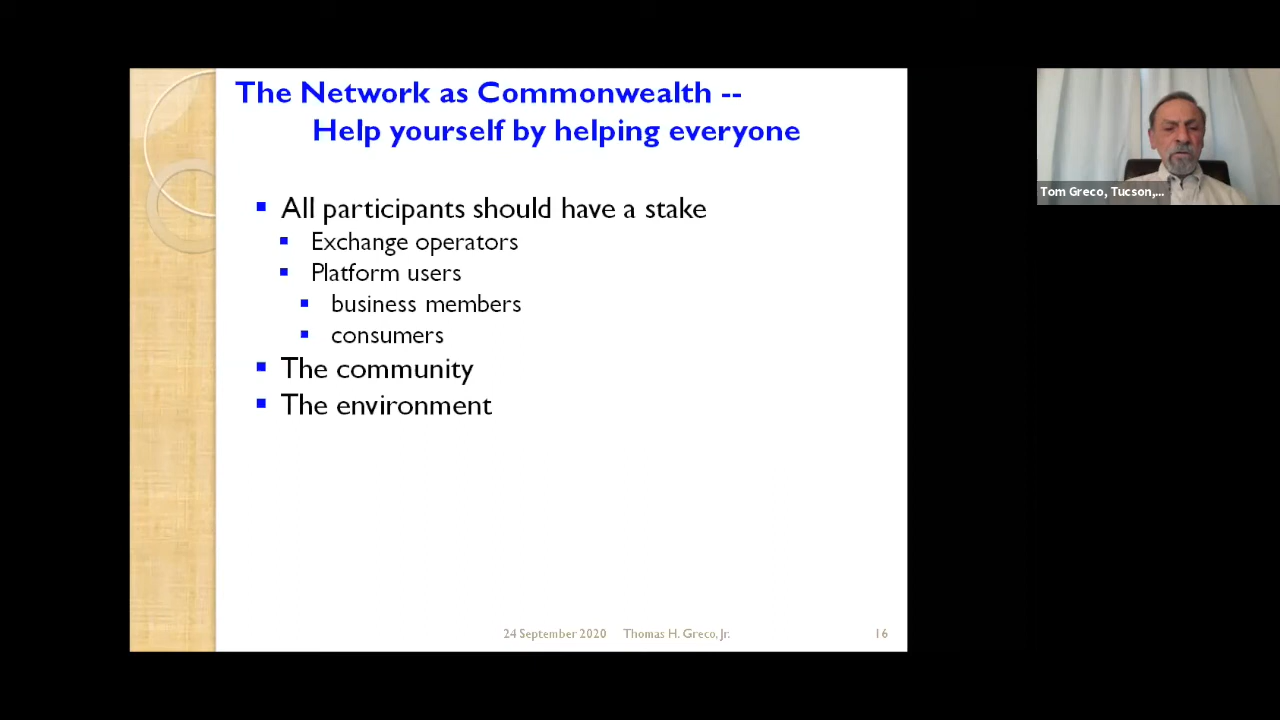 The Network as Commonwealth --
Help yourself by helping everyone
All participants should have a stake
Exchange operators
Platform users
business members
consumers
The community
The environment
24 September 2020 Thomas H. Greco, Jr. 16
Tom Greco, Tucson,...